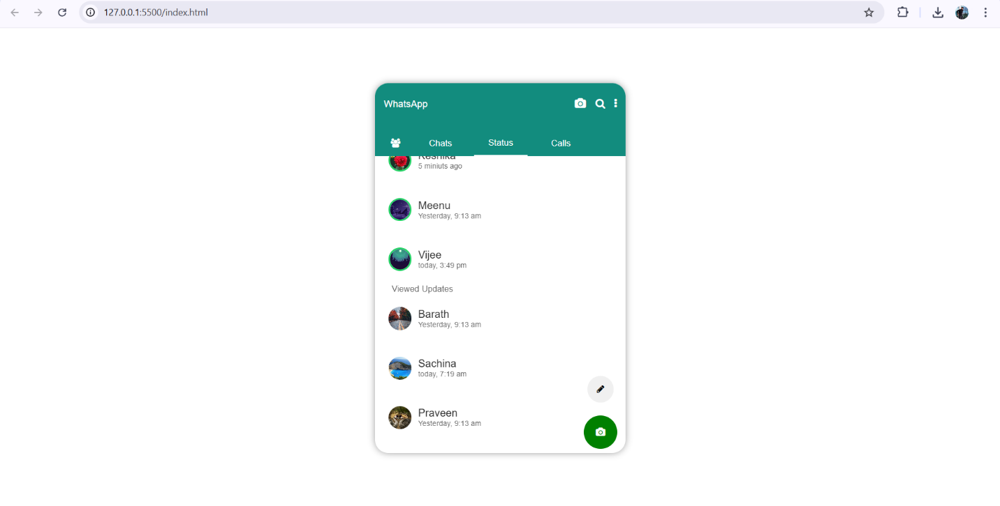 127.0.0.1:5500/index.html
WhatsApp
Chats Status Calls
Reshika
5 miniuts ago
Meenu
Yesterday, 9:13 am
Vijee
today, 3:49 pm
Viewed Updates
Barath
Yesterday, 9:13 am
Sachina
today, 7:19 am
Praveen
Yesterday, 9:13 am